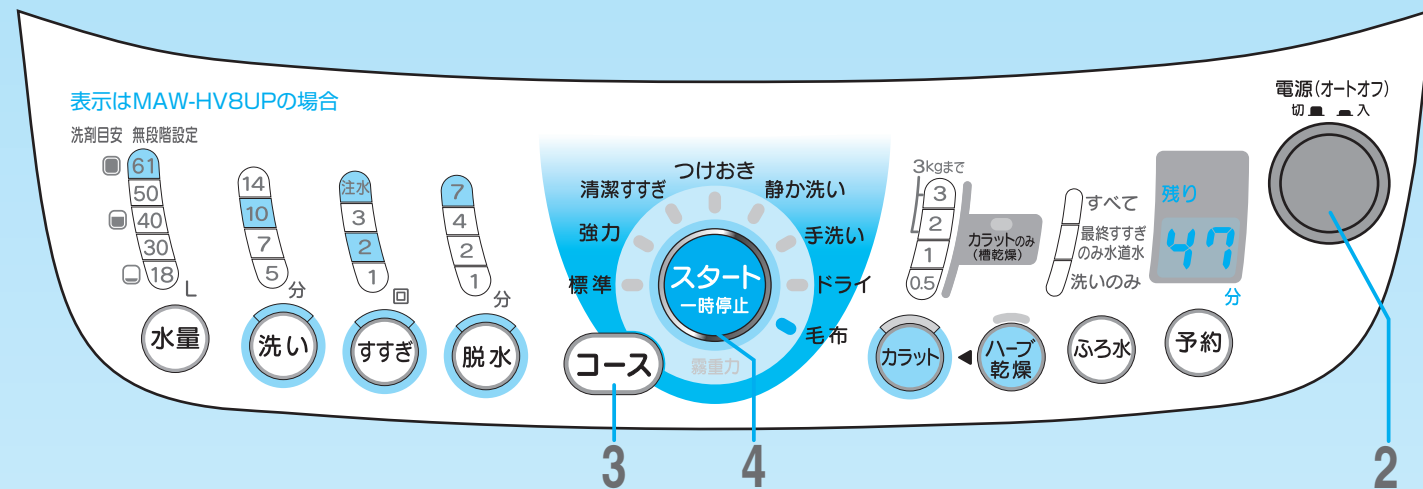 表示はMAW-HV8UPの場合
洗剤目安 無段階設定
61
50
40
30
18
L
水量
14
10
7
5
分
洗い
注水
3
2
1
回
すすぎ
7
4
2
1
分
脱水
標準
強力
清潔すすぎ
つけおき
静か洗い
手洗い
ドライ
毛布
霧重力
スタート
一時停止
コース
3kgまで
3
2
1
0.5
カラットのみ
(槽乾燥)
カラット
ハーブ
乾燥
すべて
最終すすぎ
のみ水道水
洗いのみ
ふろ水
残り
47
分
予約
電源(オートオフ)
切 入
3
4
2